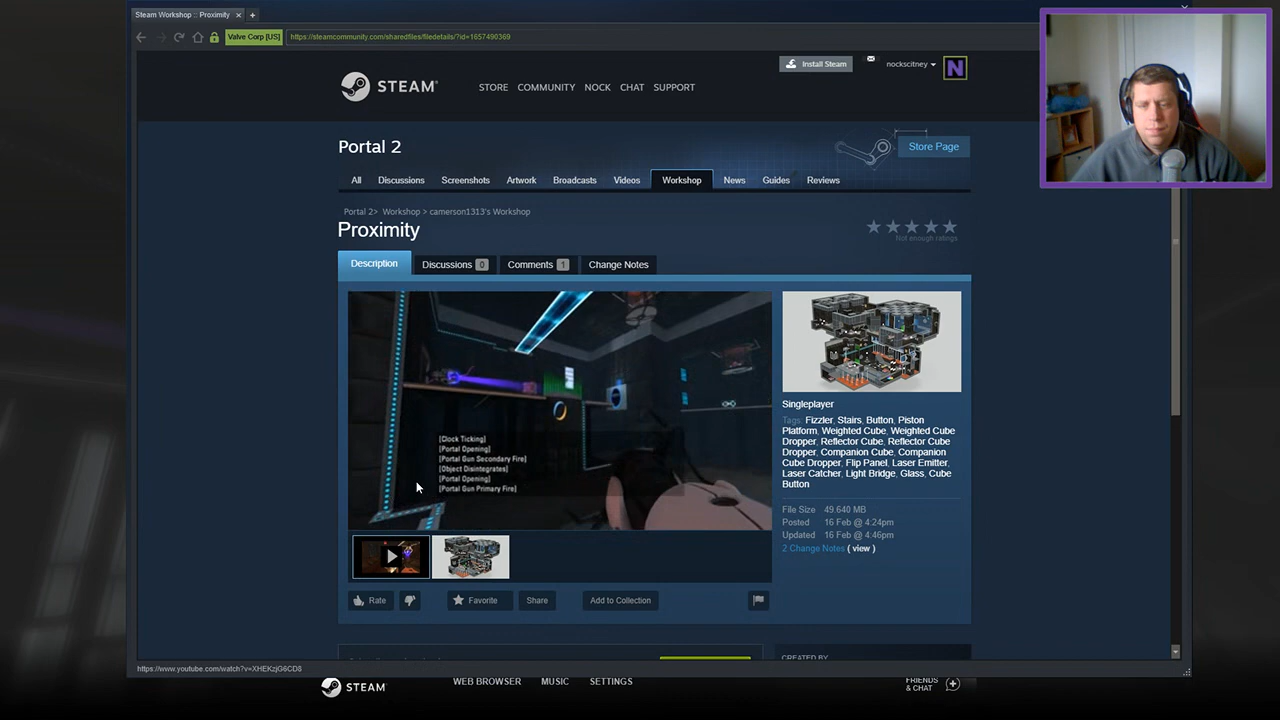 Steam Workshop :: Proximity
Valve Corp [US]
https://steamcommunity.com/sharedfiles/filedetails/?id=1657490369
Install Steam
nockscitney
N
STEAM®
STORE
COMMUNITY
NOCK
CHAT
SUPPORT
Portal 2
Store Page
All
Discussions
Screenshots
Artwork
Broadcasts
Videos
Workshop
News
Guides
Reviews
Portal 2> Workshop > camerson1313's Workshop
Proximity
Not enough ratings
Description
Discussions 0
Comments 1
Change Notes
[Clock Ticking]
[Portal Opening]
[Portal Gun Secondary Fire]
[Object Disintegrates]
[Portal Opening]
[Portal Gun Primary Fire]
Singleplayer
Tags: Fizzler, Stairs, Button, Piston
Platform, Weighted Cube, Weighted Cube
Dropper, Reflector Cube, Reflector Cube
Dropper, Companion Cube, Companion
Cube Dropper, Flip Panel, Laser Emitter,
Laser Catcher, Light Bridge, Glass, Cube
Button
File Size 49.640 MB
Posted 16 Feb @ 4:24pm
Updated 16 Feb @ 4:46pm
2 Change Notes ( view )
Rate
Favorite
Share
Add to Collection
CREATED BY
https://www.youtube.com/watch?v=XHEKzjG6CD8
STEAM
WEB BROWSER
MUSIC
SETTINGS
FRIENDS
& CHAT